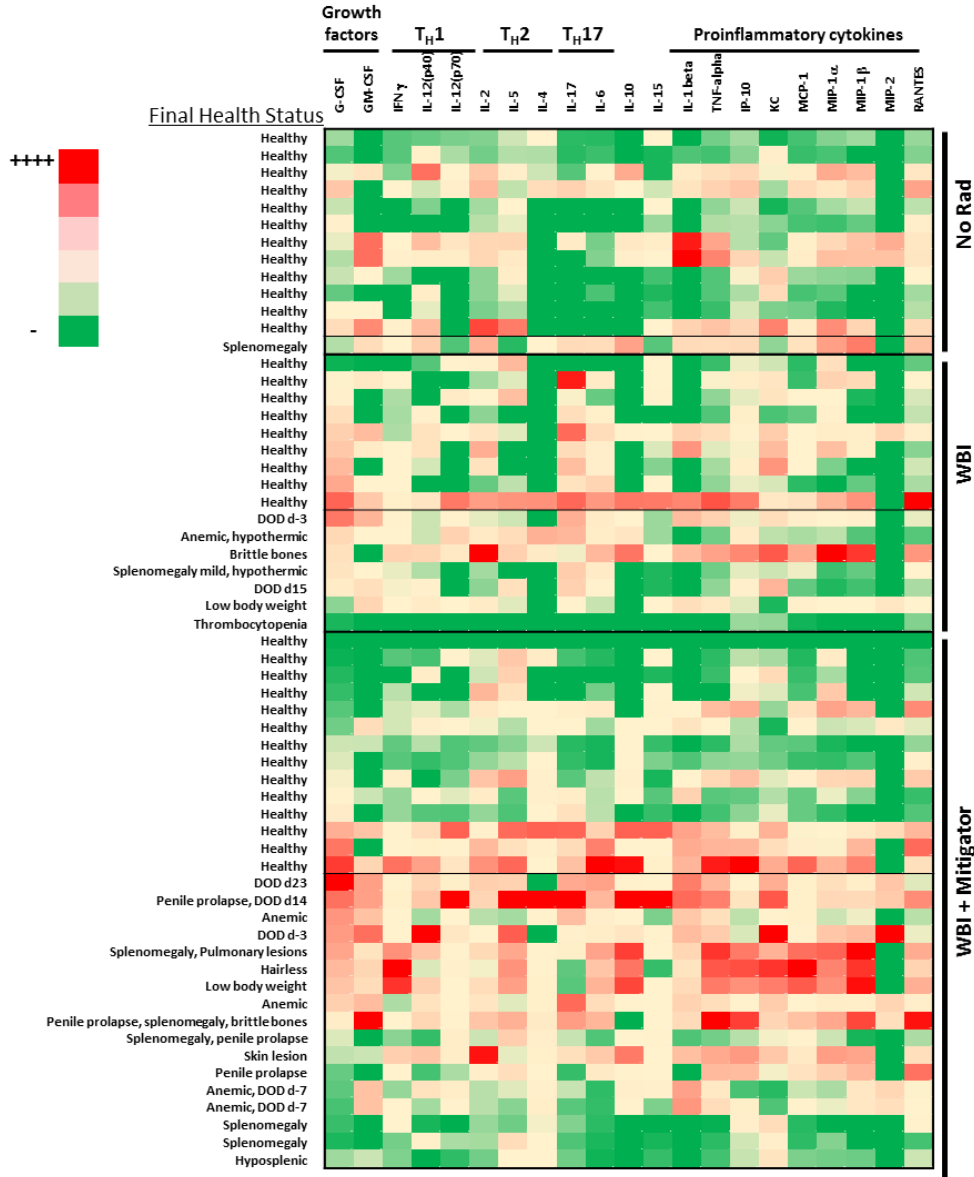 Growth factors
T_H1
T_H2
T_H17
Proinflammatory cytokines
G-CSF
GM-CSF
IFN γ
IL-12(p40)
IL-12(p70)
IL-2
IL-5
IL-4
IL-17
IL-6
IL-10
IL-15
IL-1 beta
TNF-alpha
IP-10
KC
MCP-1
MIP-1 α
MIP-1 β
MIP-2
RANTES
Final Health Status
++++
-
Healthy
Healthy
Healthy
Healthy
Healthy
Healthy
Healthy
Healthy
Healthy
Healthy
Healthy
Healthy
Splenomegaly
No Rad
Healthy
Healthy
Healthy
Healthy
Healthy
Healthy
Healthy
Healthy
Healthy
DOD d-3
Anemic, hypothermic
Brittle bones
Splenomegaly mild, hypothermic
DOD d15
Low body weight
Thrombocytopenia
WBI
Healthy
Healthy
Healthy
Healthy
Healthy
Healthy
Healthy
Healthy
Healthy
Healthy
Healthy
Healthy
Healthy
Healthy
DOD d23
Penile prolapse, DOD d14
Anemic
DOD d-3
Splenomegaly, Pulmonary lesions
Hairless
Low body weight
Anemic
Penile prolapse, splenomegaly, brittle bones
Splenomegaly, penile prolapse
Skin lesion
Penile prolapse
Anemic, DOD d-7
Anemic, DOD d-7
Splenomegaly
Splenomegaly
Hyposplenic
WBI + Mitigator